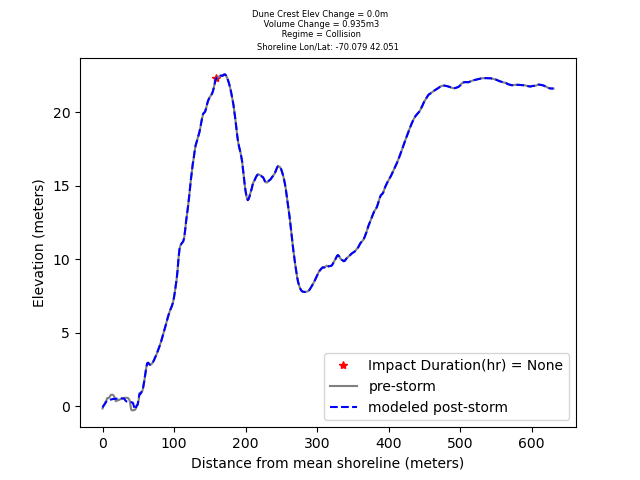 Dune Crest Elev Change = 0.0m
Volume Change = 0.935m3
Regime = Collision
Shoreline Lon/Lat: -70.079 42.051
Elevation (meters)
20
15
10
5
0
Impact Duration(hr) = None
pre-storm
modeled post-storm
0 100 200 300 400 500 600
Distance from mean shoreline (meters)